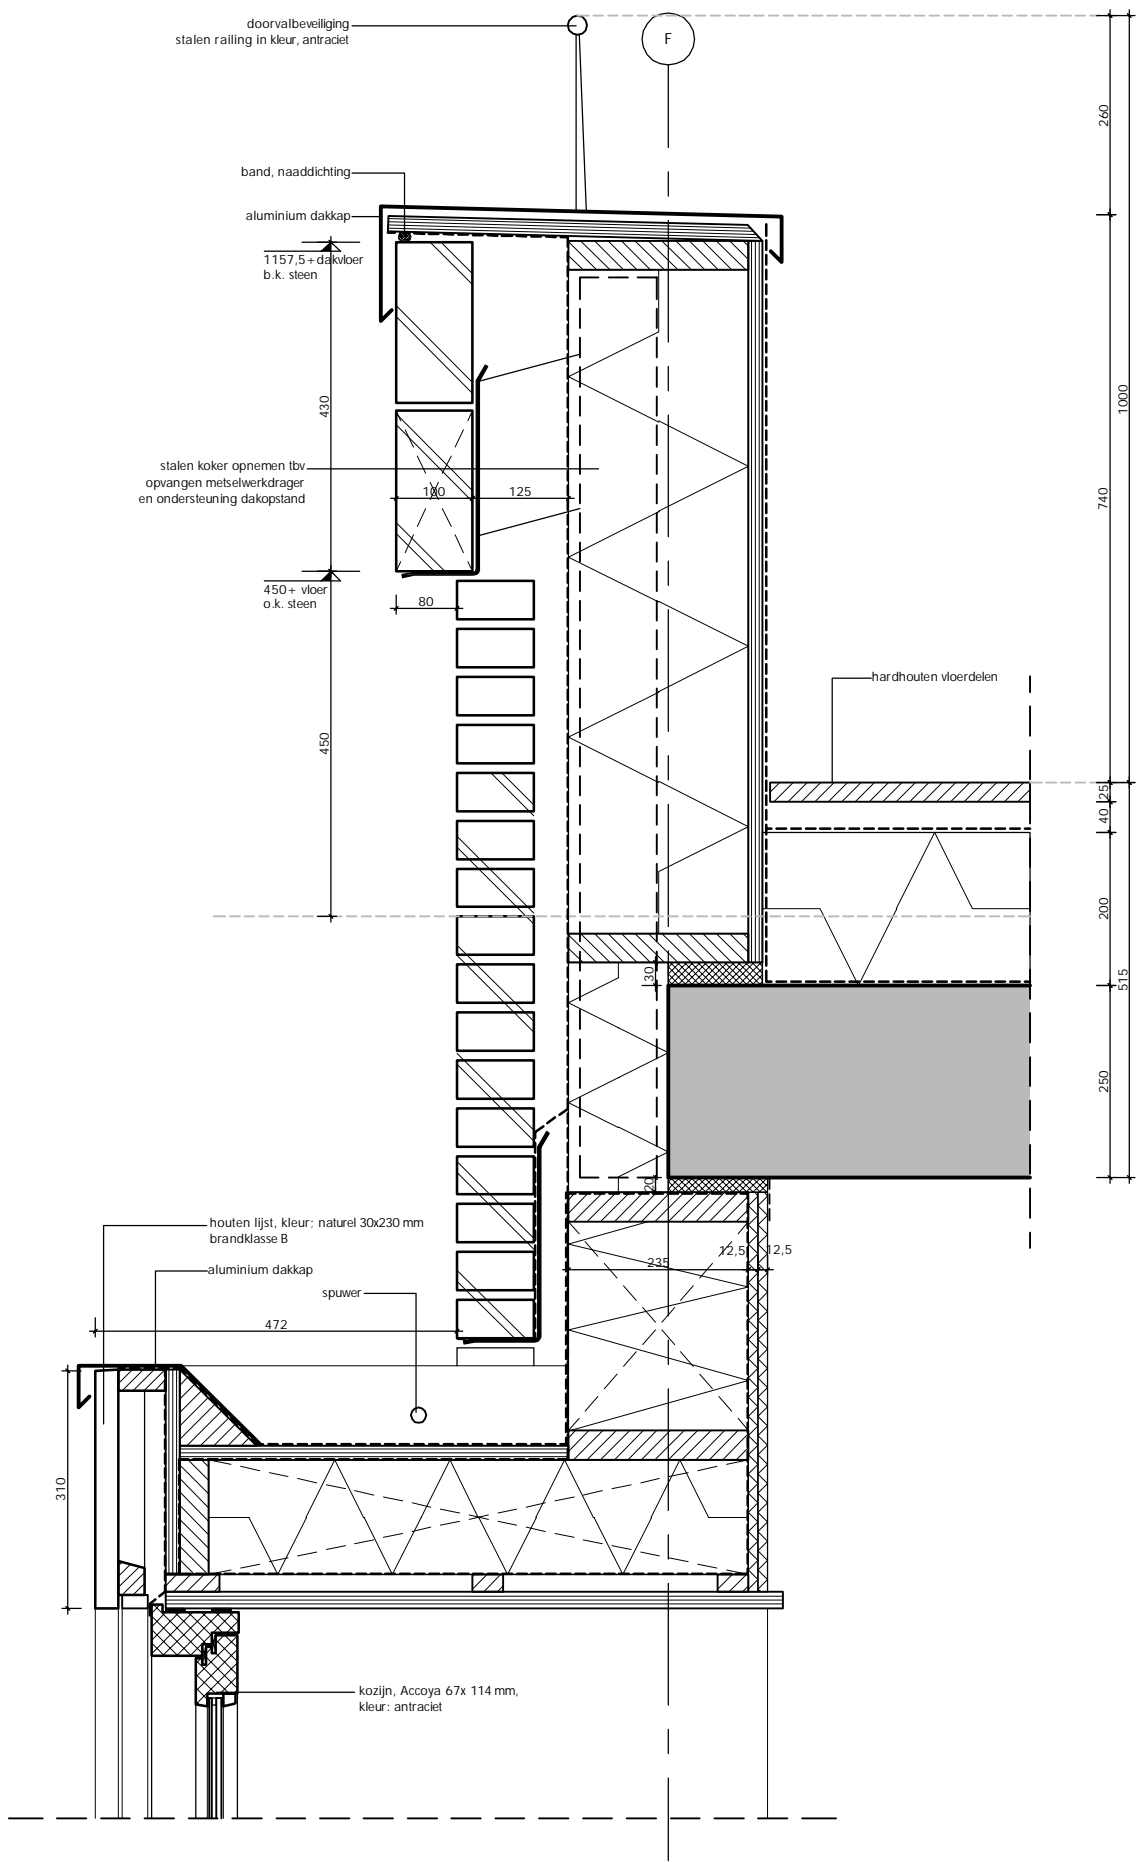 doorvalbeveiliging
stalen railing in kleur, antraciet
F
260
band, naaddichting
aluminium dakkap
1157,5+dakvloer
b.k. steen
430
1000
stalen koker opnemen tbv
opvangen metselwerkdrager
en ondersteuning dakopstand
100
125
740
450+ vloer
o.k. steen
80
hardhouten vloerdelen
450
25
40
200
30
515
250
20
houten lijst, kleur; naturel 30x230 mm
brandklasse B
12,5
12,5
235
aluminium dakkap
spuwer
472
310
kozijn, Accoya 67x 114 mm,
kleur: antraciet